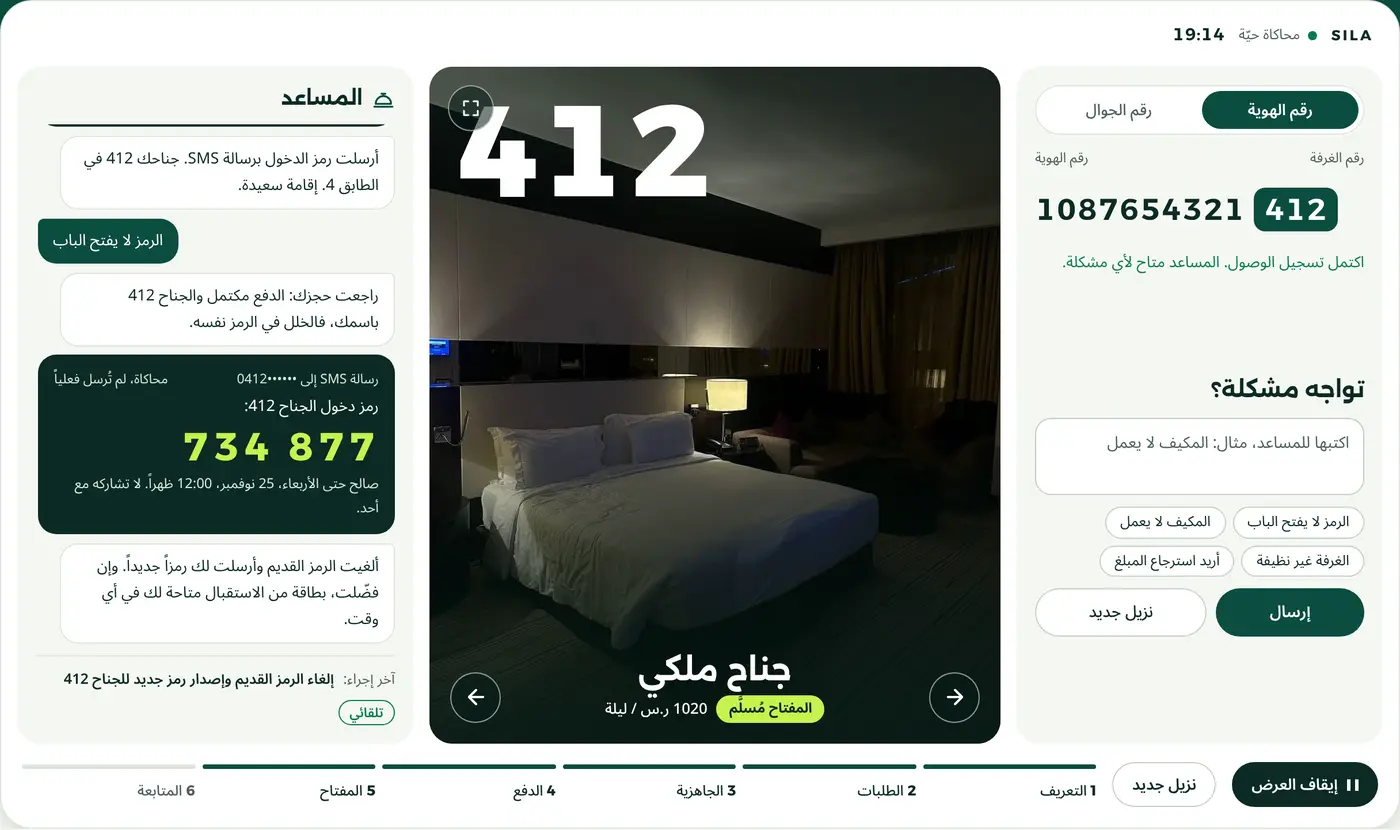 SILA
محاكاة حيّة
19:14
رقم الهوية
رقم الجوال
رقم الغرفة
رقم الهوية
412
1087654321
اكتمل تسجيل الوصول. المساعد متاح لأي مشكلة.
تواجه مشكلة؟
اكتبها للمساعد، مثال: المكيف لا يعمل
الرمز لا يفتح الباب
المكيف لا يعمل
الغرفة غير نظيفة
أريد استرجاع المبلغ
إرسال
نزيل جديد
412
جناح ملكي
المفتاح مُسلَّم
1020 ر.س / ليلة
المساعد
أرسلت رمز الدخول برسالة SMS. جناحك 412 في
الطابق 4. إقامة سعيدة.
الرمز لا يفتح الباب
راجعت حجزك: الدفع مكتمل والجناح 412
باسمك، فالخلل في الرمز نفسه.
رسالة SMS إلى ••••••0412
محاكاة، لم تُرسل فعلياً
رمز دخول الجناح 412:
734 877
صالح حتى الأربعاء، 25 نوفمبر، 12:00 ظهراً. لا تشاركه مع
أحد.
ألغيت الرمز القديم وأرسلت لك رمزاً جديداً. وإن
فضّلت، بطاقة من الاستقبال متاحة لك في أي
وقت.
آخر إجراء: إلغاء الرمز القديم وإصدار رمز جديد للجناح 412
تلقائي
إيقاف العرض
نزيل جديد
1 التعريف
2 الطلبات
3 الجاهزية
4 الدفع
5 المفتاح
6 المتابعة